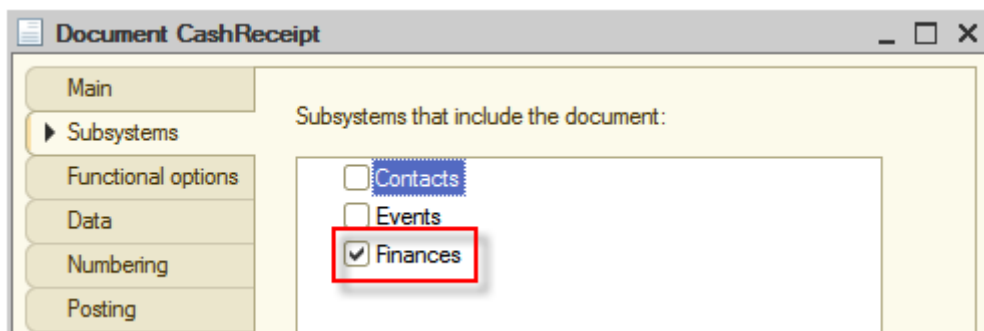 Document CashReceipt
Main
Subsystems
Functional options
Data
Numbering
Posting
Subsystems that include the document:
Contacts
Events
Finances